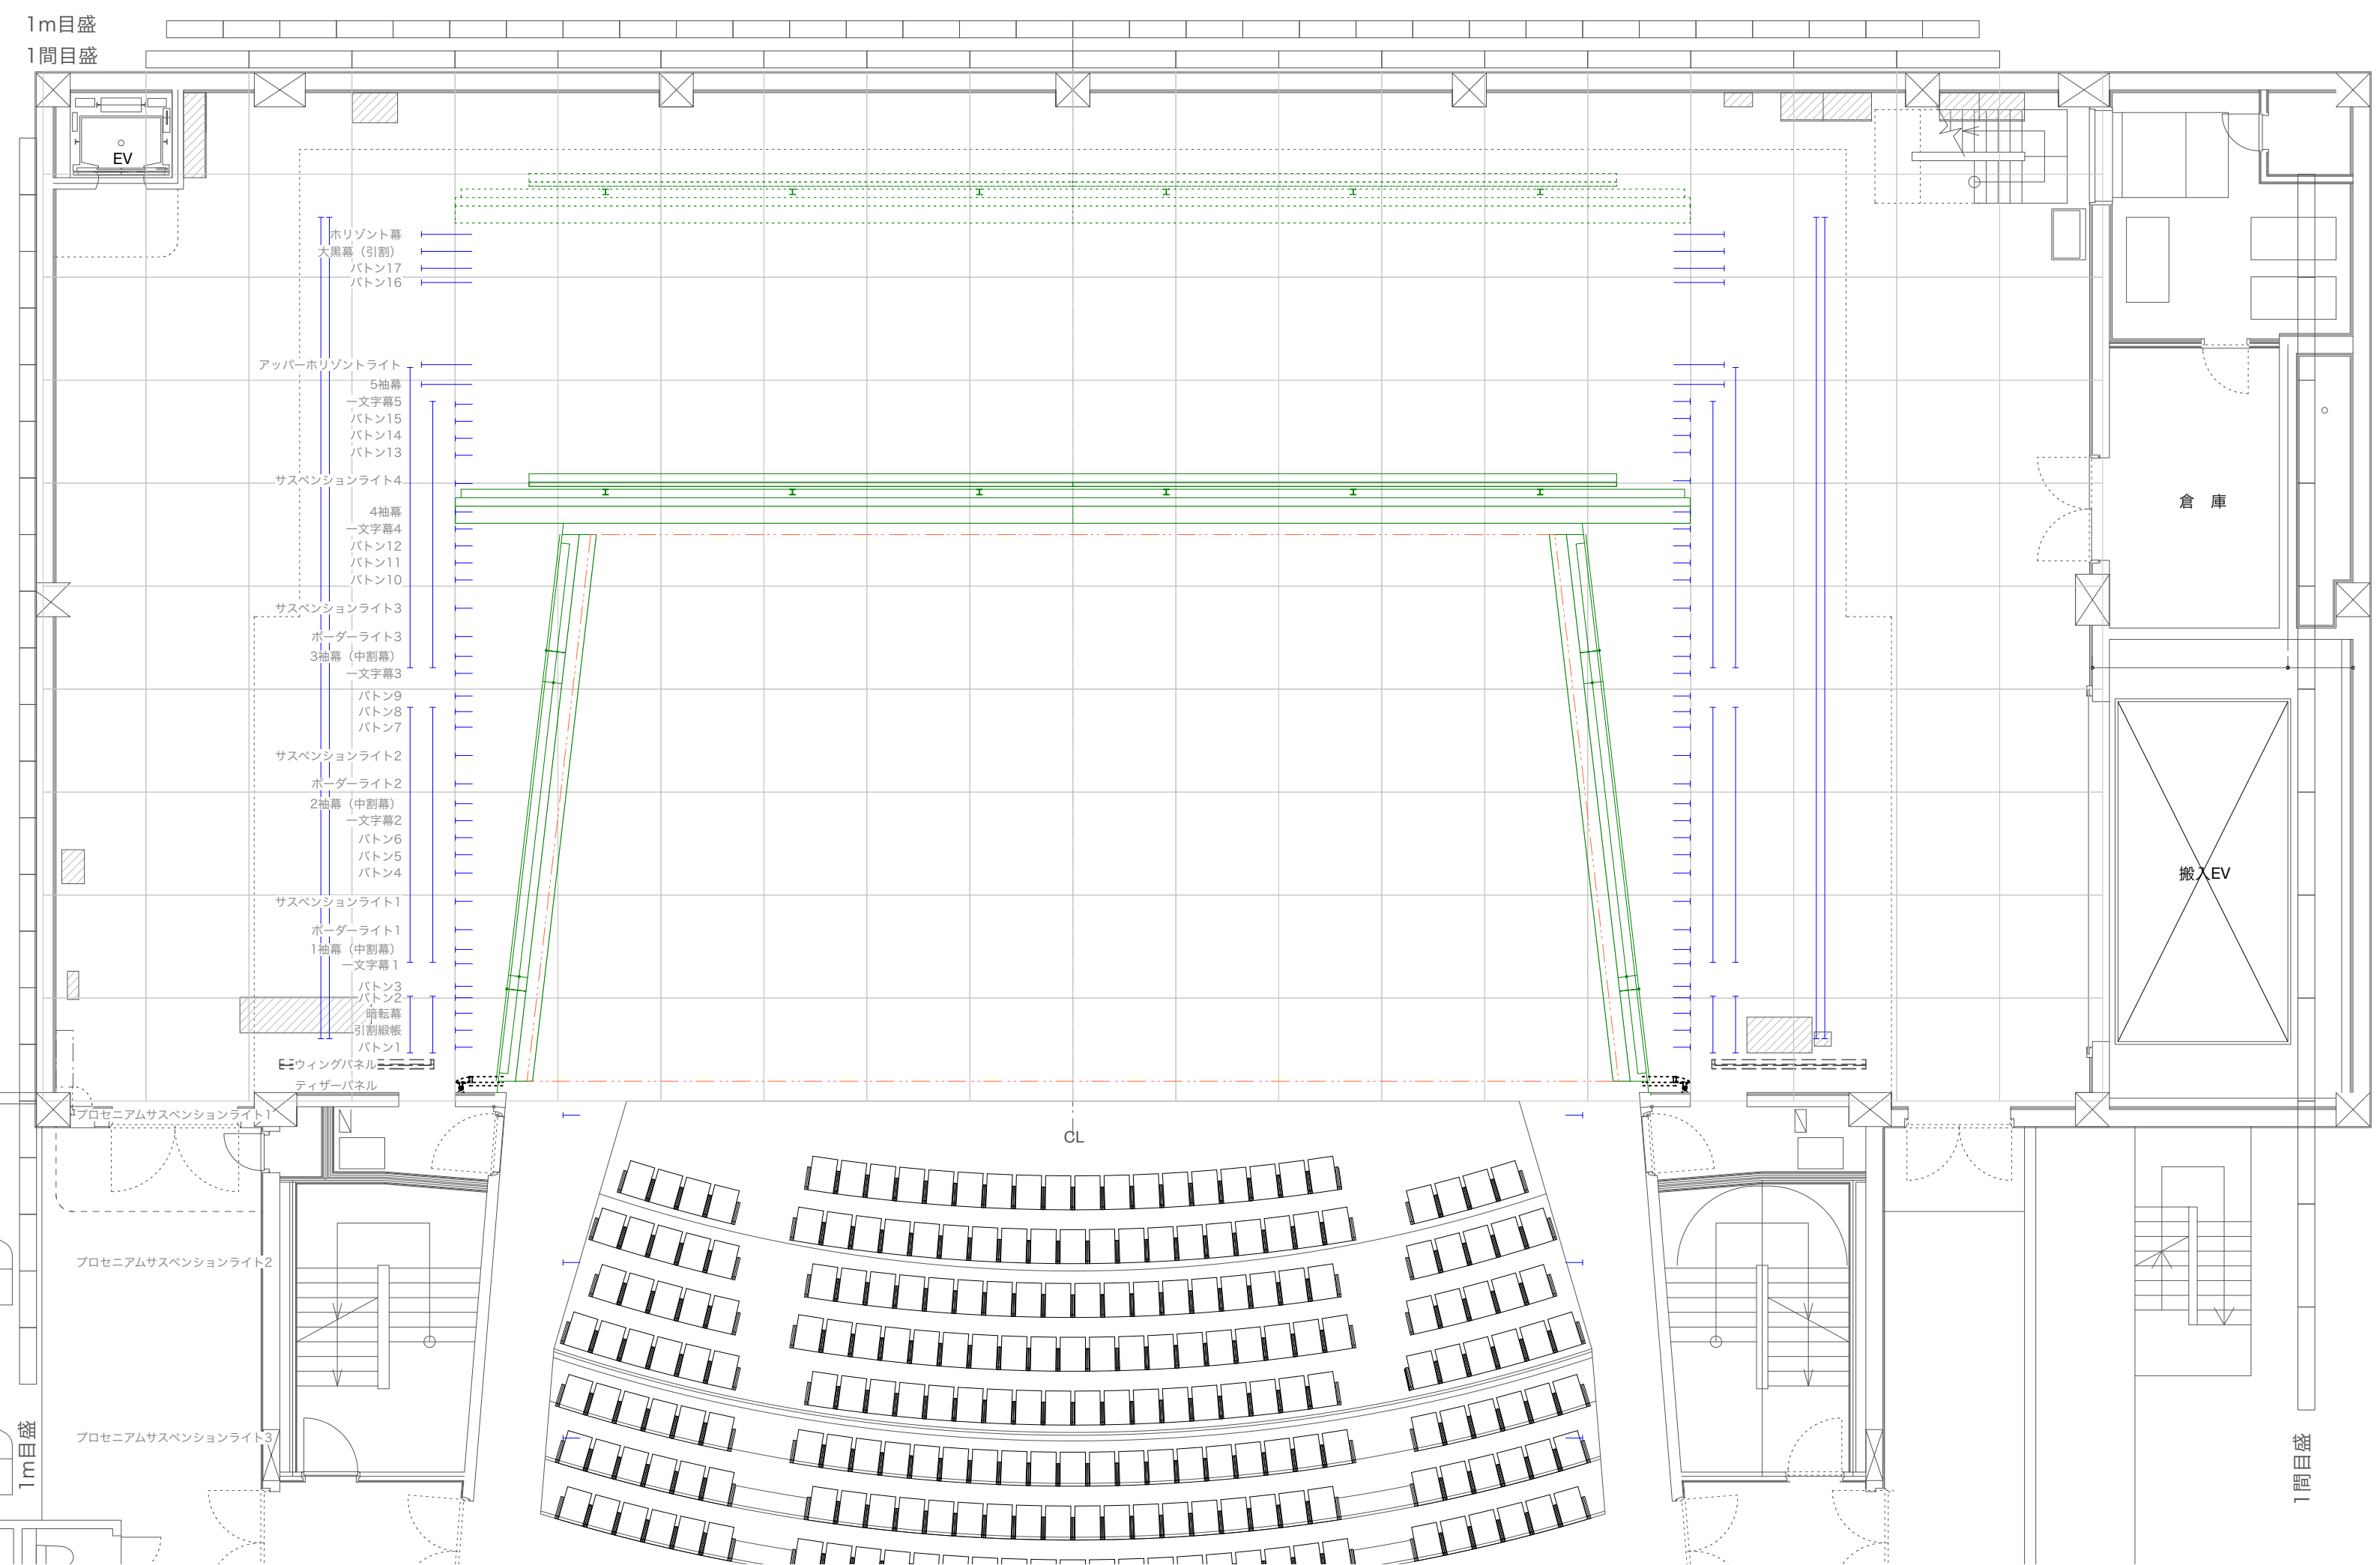 1m目盛
1間目盛
EV
ホリゾント幕
大黒幕（引割）
バトン17
バトン16
アッパーホリゾントライト
5袖幕
一文字幕5
バトン15
バトン14
バトン13
サスペンションライト4
4袖幕
一文字幕4
バトン12
バトン11
バトン10
サスペンションライト3
ボーダーライト3
3袖幕（中割幕）
一文字幕3
バトン9
バトン8
バトン7
サスペンションライト2
ボーダーライト2
2袖幕（中割幕）
一文字幕2
バトン6
バトン5
バトン4
サスペンションライト1
ボーダーライト1
1袖幕（中割幕）
一文字幕１
バトン3
バトン2
暗転幕
引割緞帳
バトン1
ウィングパネル
ティザーパネル
プロセニアムサスペンションライト1
プロセニアムサスペンションライト2
プロセニアムサスペンションライト3
CL
倉　庫
搬入EV
1m目盛
1間目盛